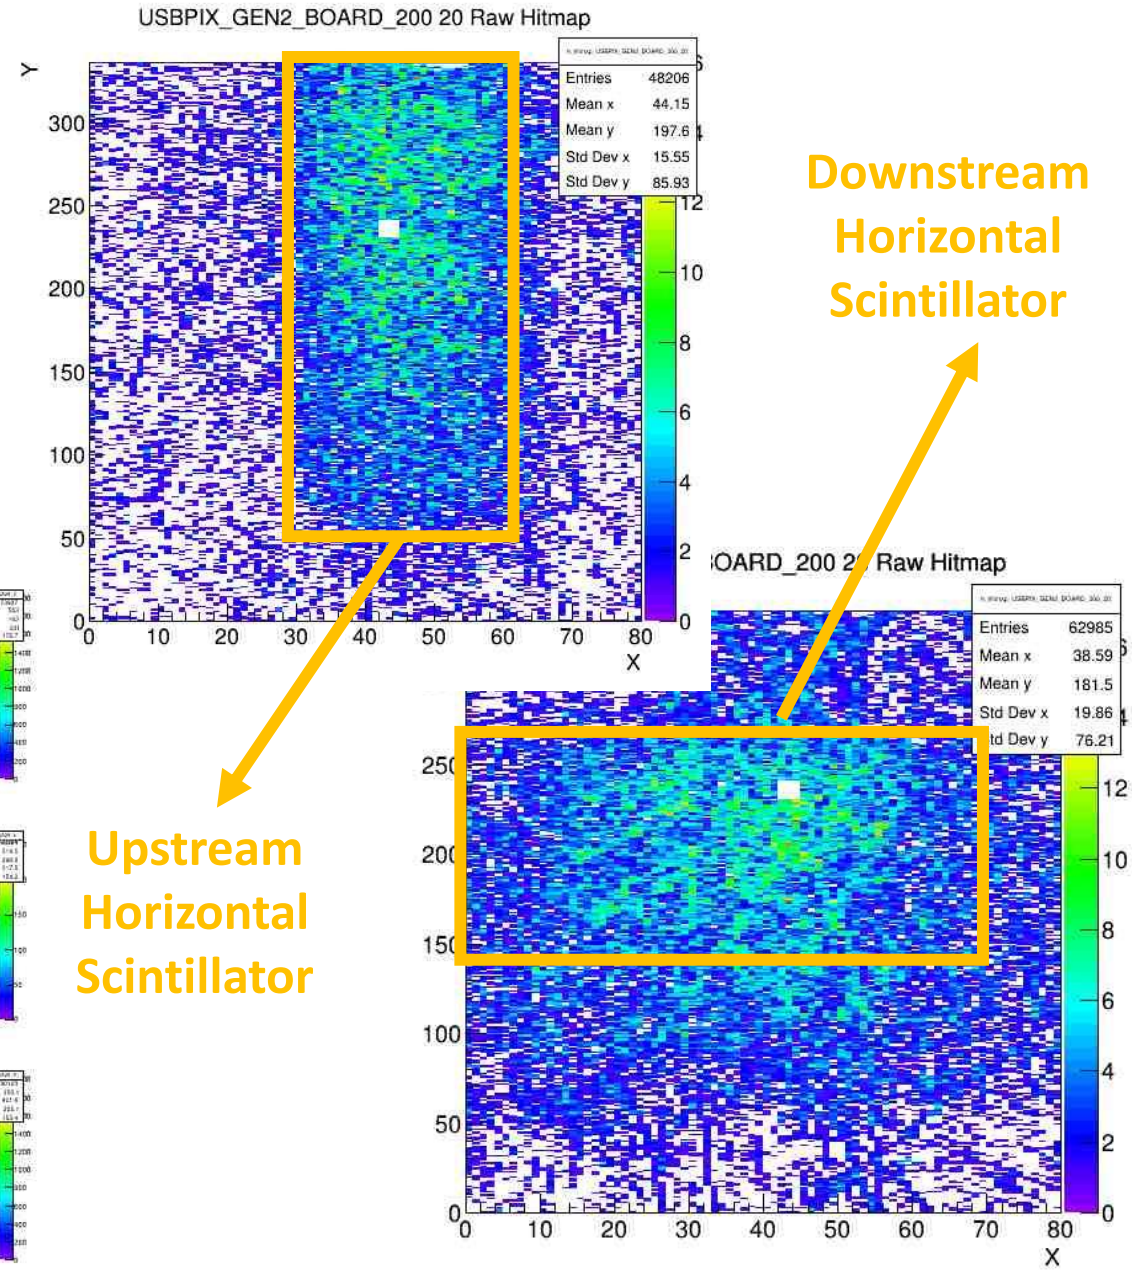 USBPIX_GEN2_BOARD_200 20 Raw Hitmap
Y
Entries 48206
Mean x 44.15
Mean y 197.6
Std Dev x 15.55
Std Dev y 85.93
300
250
200
150
100
50
0
0 10 20 30 40 50 60 70 80
X
12
10
8
6
4
2
0
Downstream
Horizontal
Scintillator
Upstream
Horizontal
Scintillator
BOARD_200 20 Raw Hitmap
Entries 62985
Mean x 38.59
Mean y 181.5
Std Dev x 19.86
Std Dev y 76.21
250
200
150
100
50
0
0 10 20 30 40 50 60 70 80
X
12
10
8
6
4
2
0